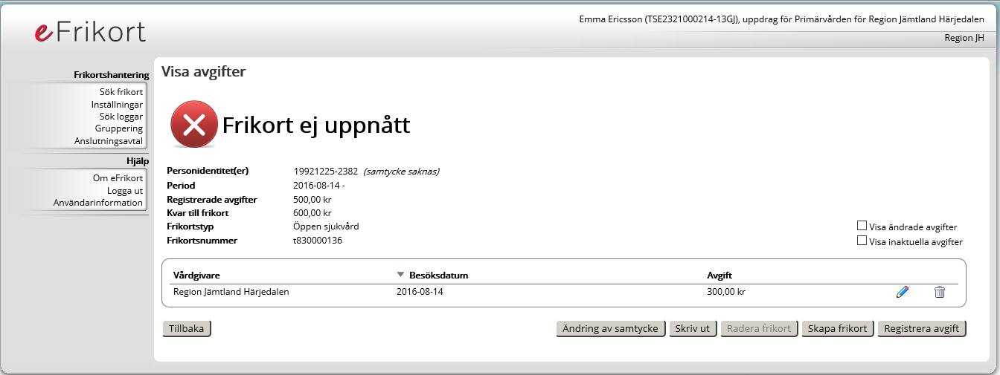 Emma Ericsson (TSE2321000214-13GJ), uppdrag för Primärvården för Region Jämtland Härjedalen
eFrikort
Region JH
Frikortshantering
Sök frikort
Inställningar
Sök loggar
Gruppering
Anslutningsavtal
Hjälp
Om eFrikort
Logga ut
Användarinformation
Visa avgifter
Frikort ej uppnått
Personidentitet(er) 19921225-2382 (samtycke saknas)
Period 2016-08-14 -
Registrerade avgifter 500,00 kr
Kvar till frikort 600,00 kr
Frikortstyp Öppen sjukvård
Frikortsnummer t830000136
Visa ändrade avgifter
Visa inaktuella avgifter
Vårdgivare Besöksdatum Avgift
Region Jämtland Härjedalen 2016-08-14 300,00 kr
Tillbaka Ändring av samtycke Skriv ut Radera frikort Skapa frikort Registrera avgift